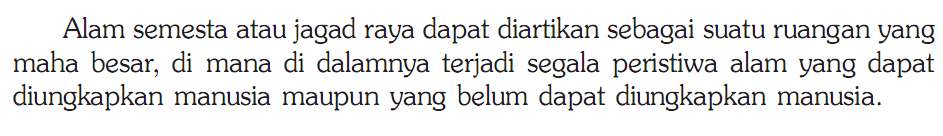 Alam semesta atau jagad raya dapat diartikan sebagai suatu ruangan yang
maha besar, di mana di dalamnya terjadi segala peristiwa alam yang dapat
diungkapkan manusia maupun yang belum dapat diungkapkan manusia.